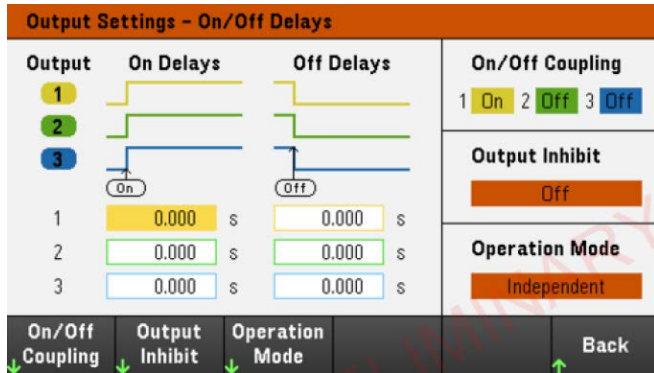 Output Settings - On/Off Delays
Output On Delays Off Delays
1
2
3
On Off
1 0.000 s 0.000 s
2 0.000 s 0.000 s
3 0.000 s 0.000 s
On/Off Coupling
1 On 2 Off 3 Off
Output Inhibit
Off
Operation Mode
Independent
On/Off Coupling
Output Inhibit
Operation Mode
Back